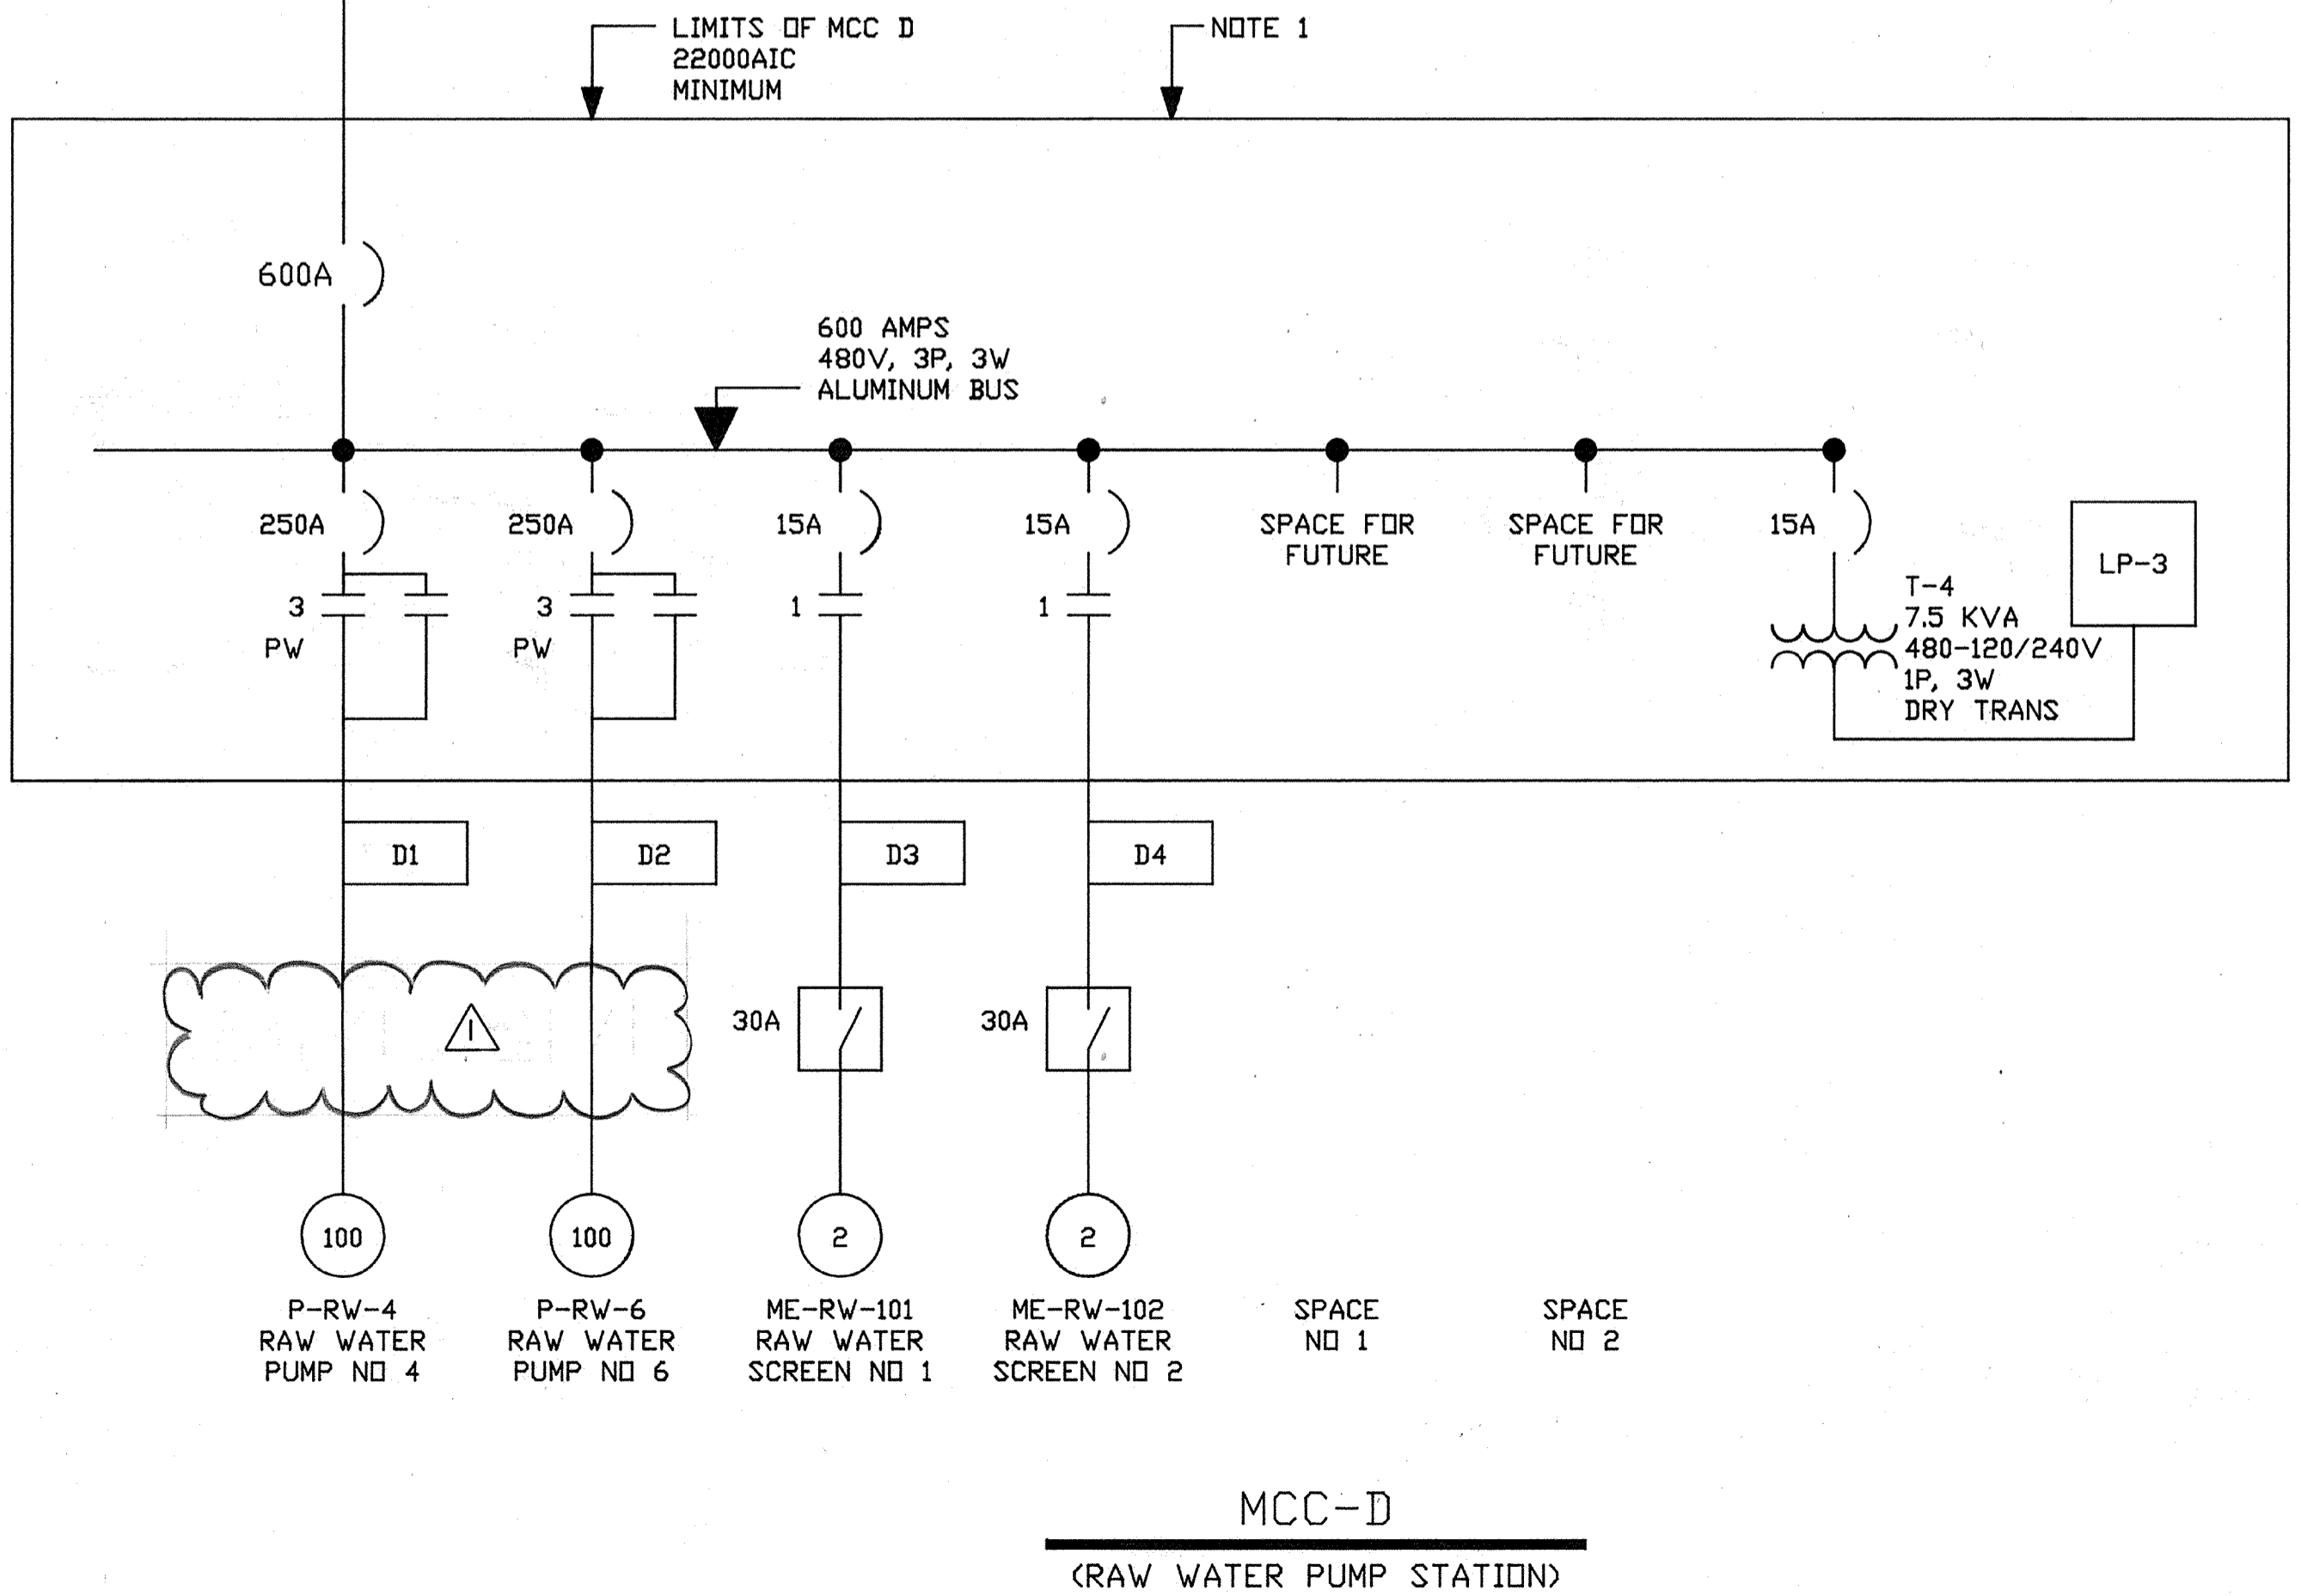 LIMITS OF MCC D
22000AIC
MINIMUM
NOTE 1
600A
600 AMPS
480V, 3P, 3W
ALUMINUM BUS
250A
3
PW
250A
3
PW
15A
1
15A
1
SPACE FOR
FUTURE
SPACE FOR
FUTURE
15A
T-4
7.5 KVA
480-120/240V
1P, 3W
DRY TRANS
LP-3
D1
D2
D3
D4
1
30A
30A
100
100
2
2
P-RW-4
RAW WATER
PUMP NO 4
P-RW-6
RAW WATER
PUMP NO 6
ME-RW-101
RAW WATER
SCREEN NO 1
ME-RW-102
RAW WATER
SCREEN NO 2
SPACE
NO 1
SPACE
NO 2
MCC-D
(RAW WATER PUMP STATION)